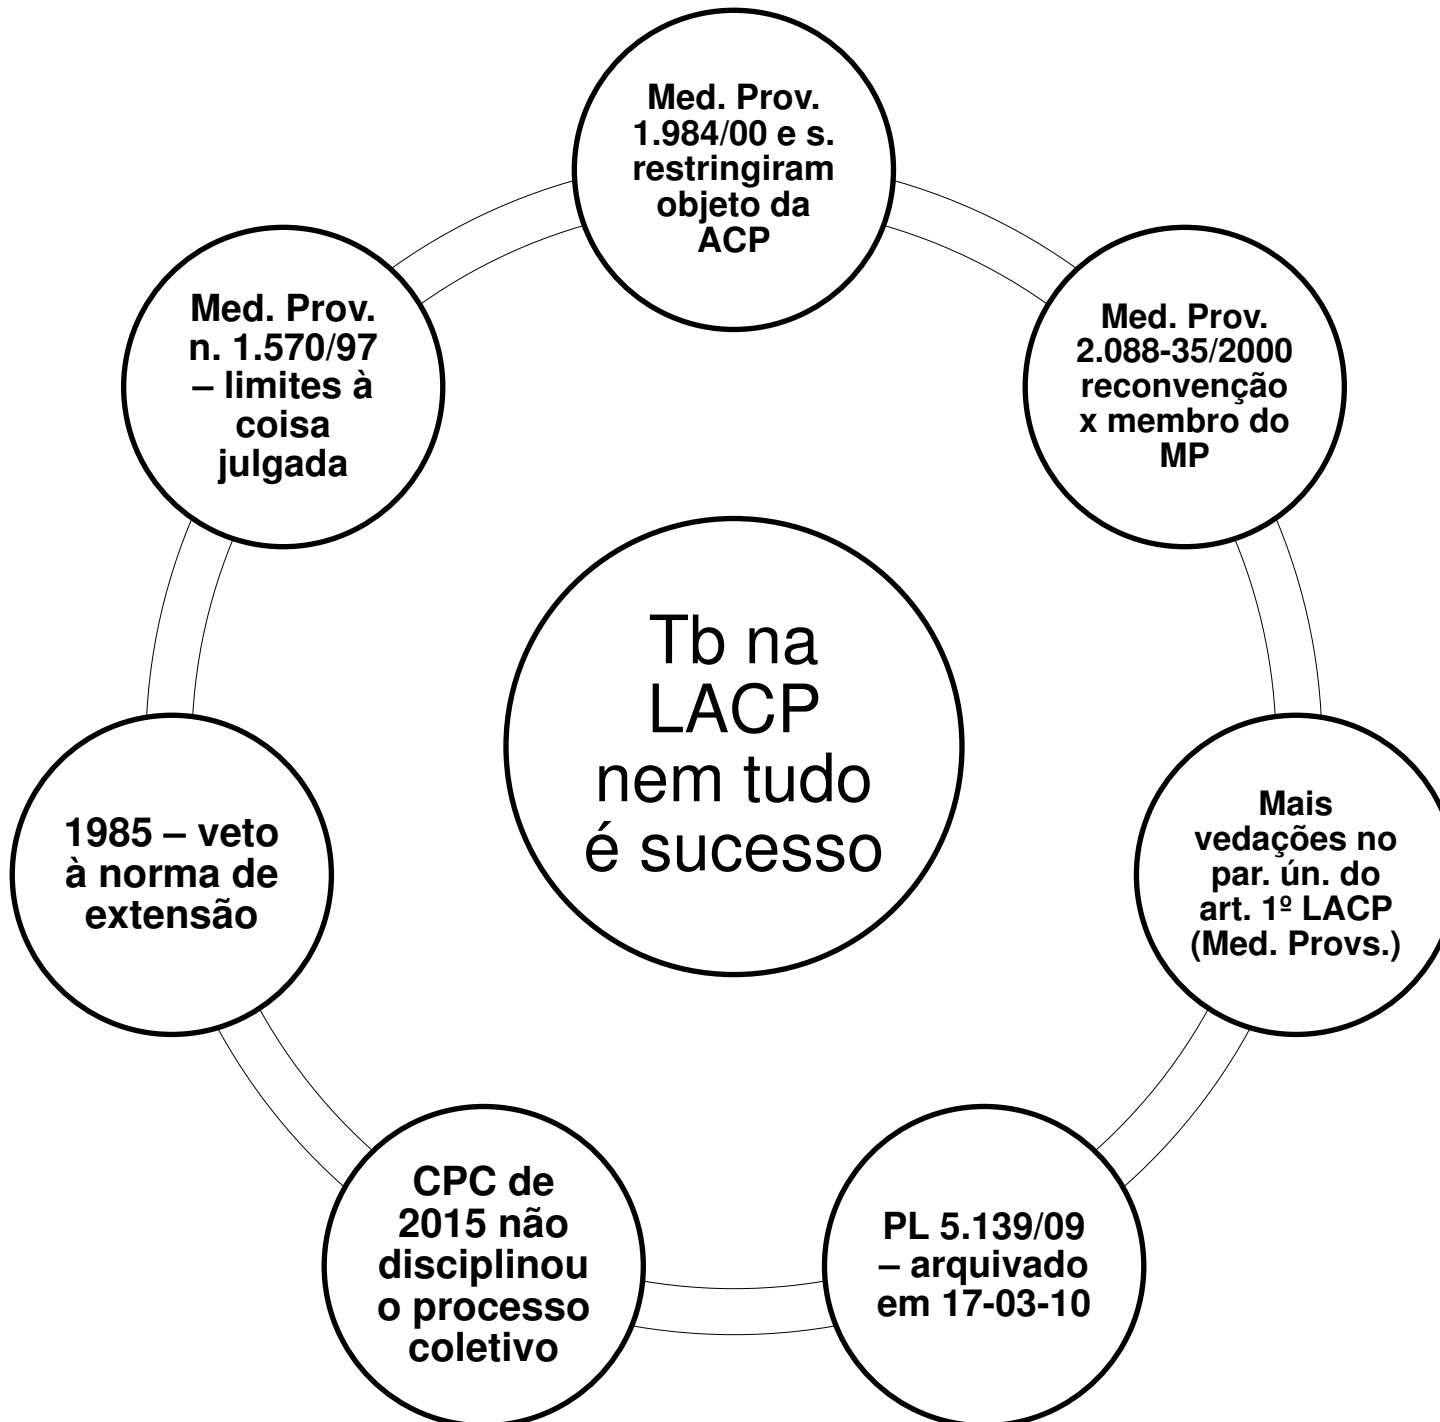 Med. Prov.
1.984/00 e s.
restringiram
objeto da
ACP
Med. Prov.
2.088-35/2000
reconvenção
x membro do
MP
Mais
vedações no
par. ún. do
art. 1º LACP
(Med. Provs.)
PL 5.139/09
– arquivado
em 17-03-10
CPC de
2015 não
disciplinou
o processo
coletivo
1985 – veto
à norma de
extensão
Med. Prov.
n. 1.570/97
– limites à
coisa
julgada
Tb na
LACP
nem tudo
é sucesso